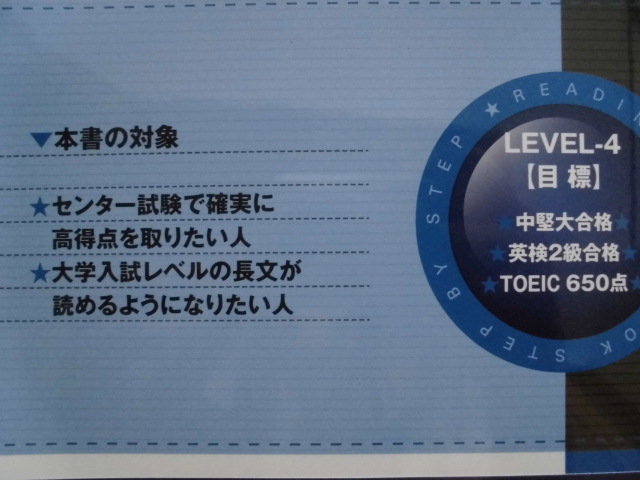 ▼本書の対象
★センター試験で確実に
高得点を取りたい人
★大学入試レベルの長文が
読めるようになりたい人
LEVEL-4
【目標】
★中堅大合格★
★英検2級合格★
★TOEIC 650点★
STEP BY STEP ★ READIN
OK STEP BY STEP